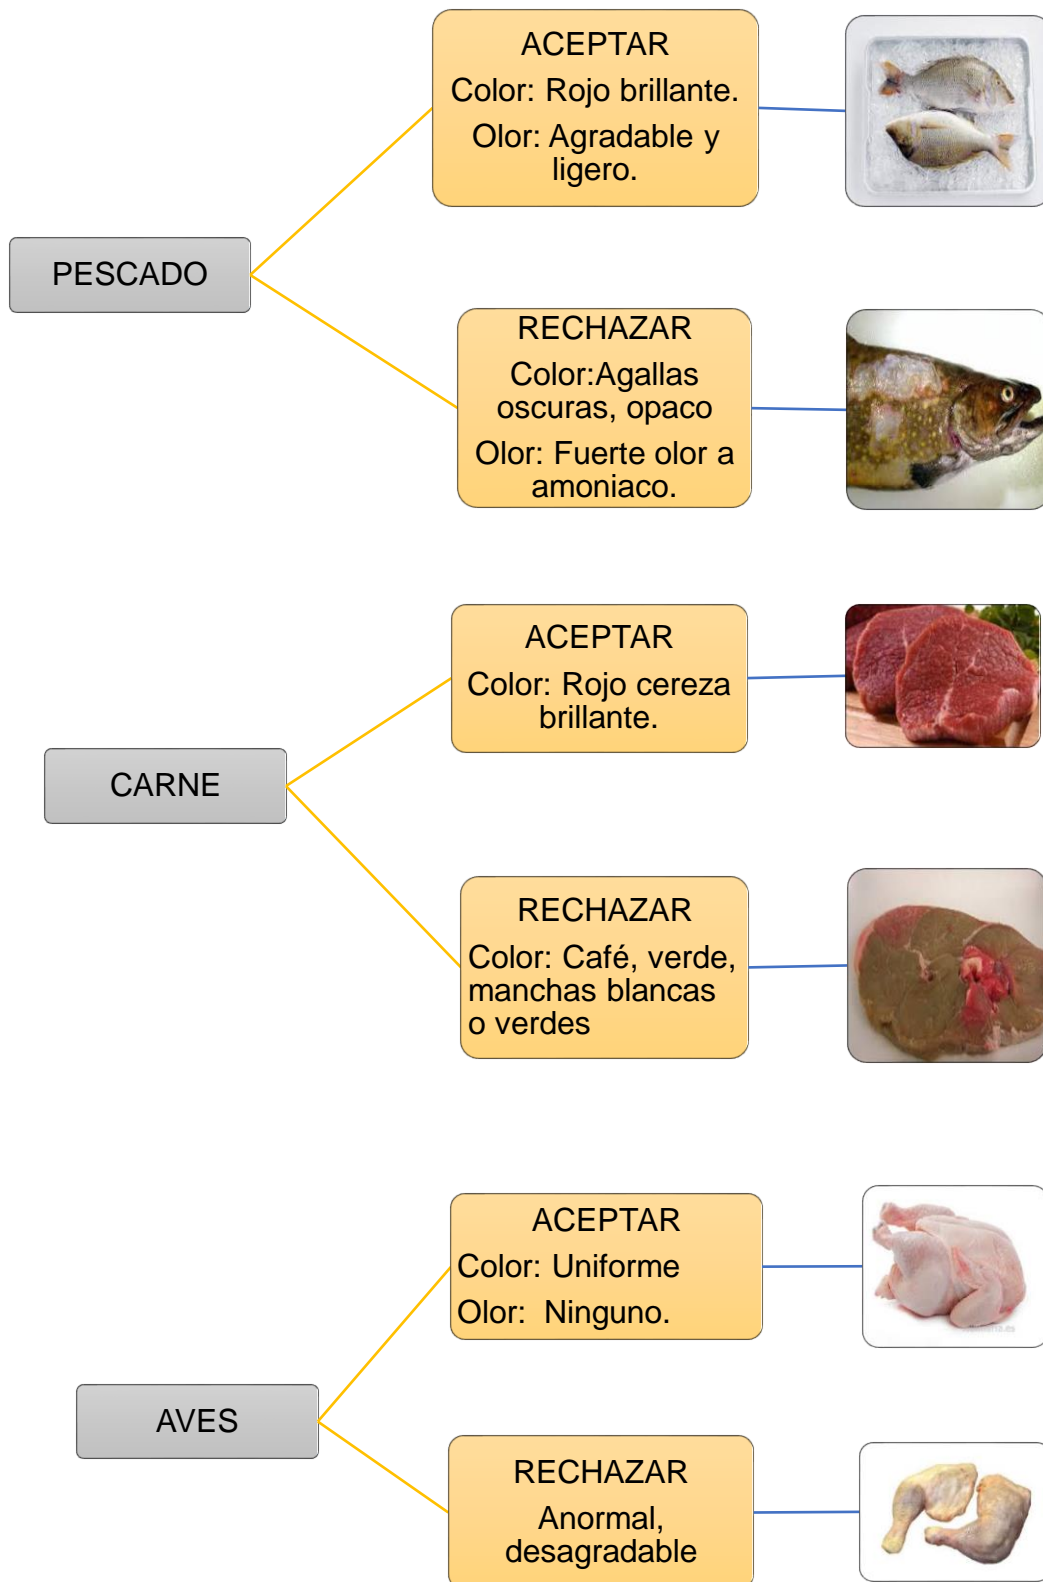 PESCADO
ACEPTAR
Color: Rojo brillante.
Olor: Agradable y
ligero.
RECHAZAR
Color:Agallas
oscuras, opaco
Olor: Fuerte olor a
amoniaco.
CARNE
ACEPTAR
Color: Rojo cereza
brillante.
RECHAZAR
Color: Café, verde,
manchas blancas
o verdes
AVES
ACEPTAR
Color: Uniforme
Olor:  Ninguno.
RECHAZAR
Anormal,
desagradable